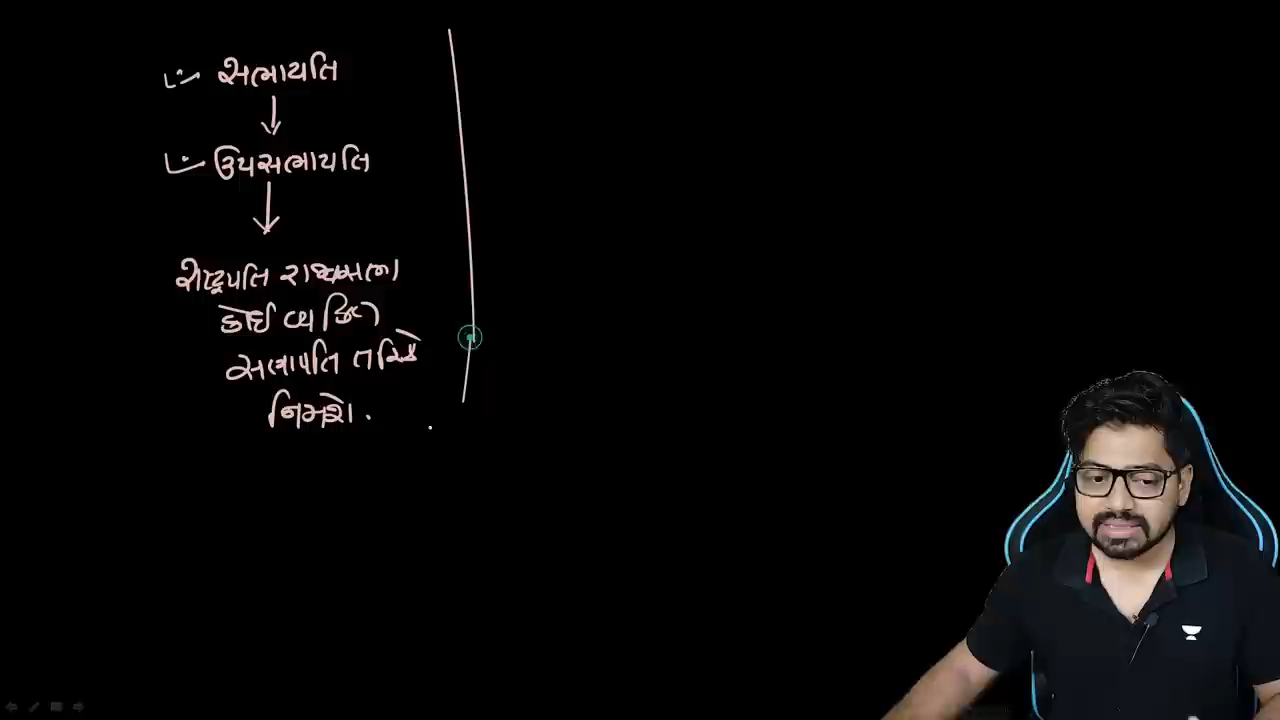 સભાપતિ
ઉપસભાપતિ
રાષ્ટ્રપતિ રાજ્યસભા
કોઈ વ્યક્તિ
સભાપતિ તરીકે
નિમશે.